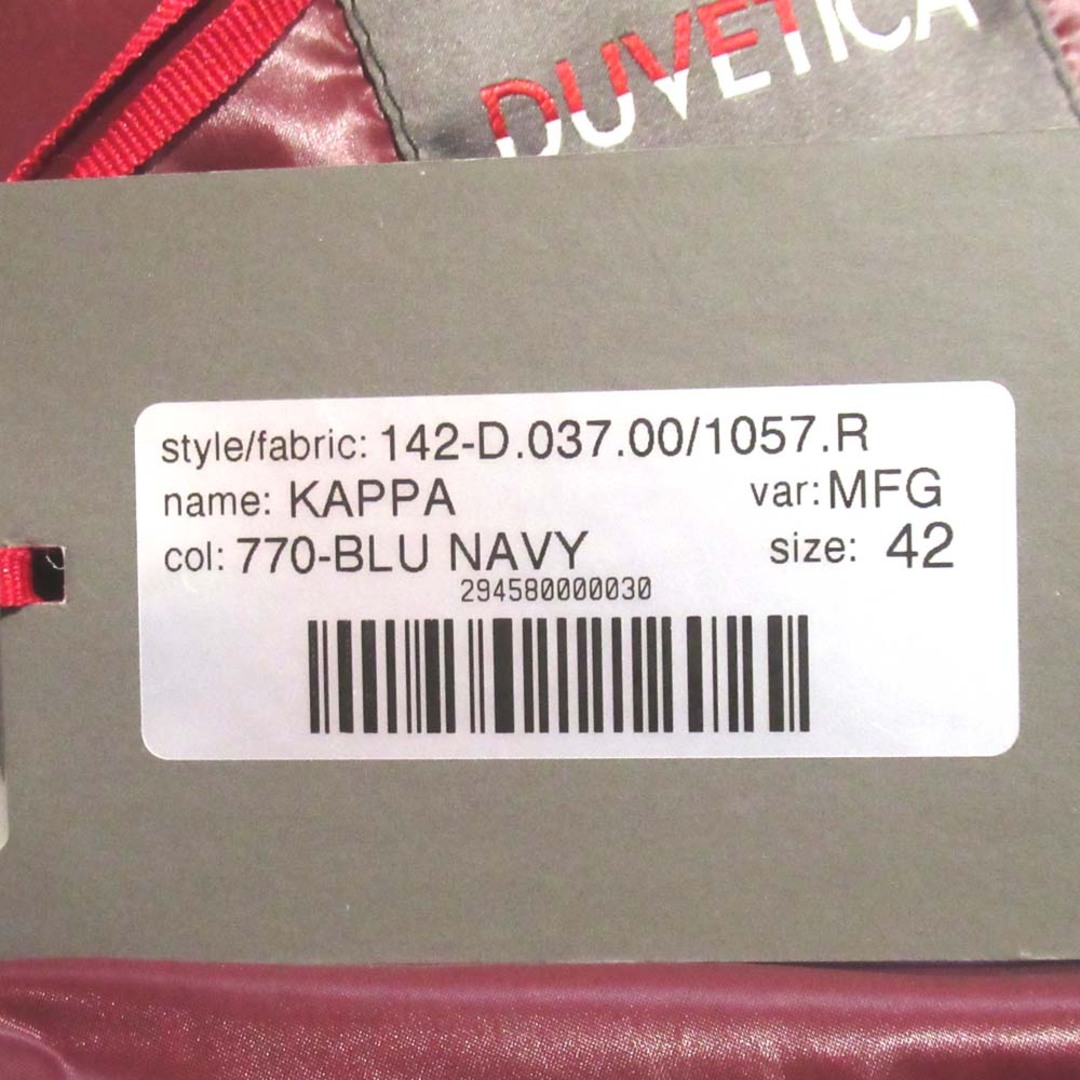 DUVETICA
style/fabric: 142-D.037.00/1057.R
name: KAPPA var: MFG
col: 770-BLU NAVY size: 42
294580000030